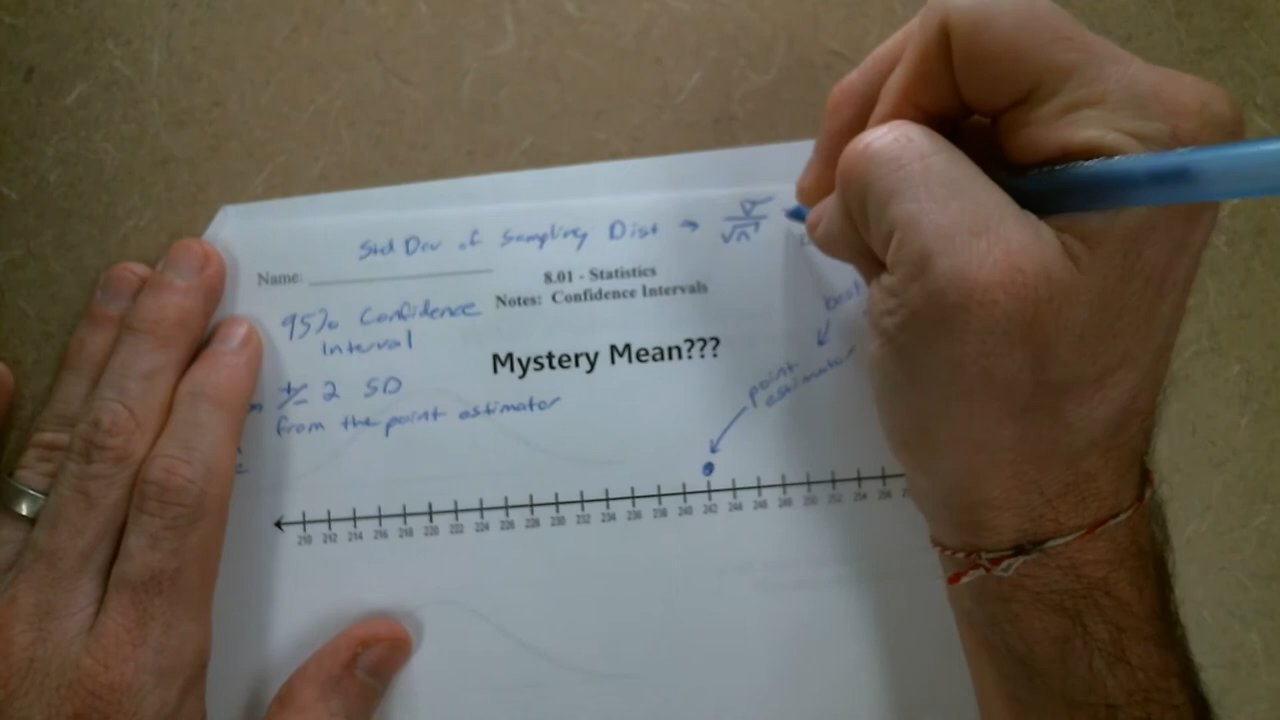 Std Dev of Sampling Dist → σ/√n
Name:
8.01 - Statistics
Notes: Confidence Intervals
95% Confidence
Interval
Mystery Mean???
+/- 2 SD
from the point estimator
best
point
estimator
210 212 214 216 218 220 222 224 226 228 230 232 234 236 238 240 242 244 246 248 250 252 254 256